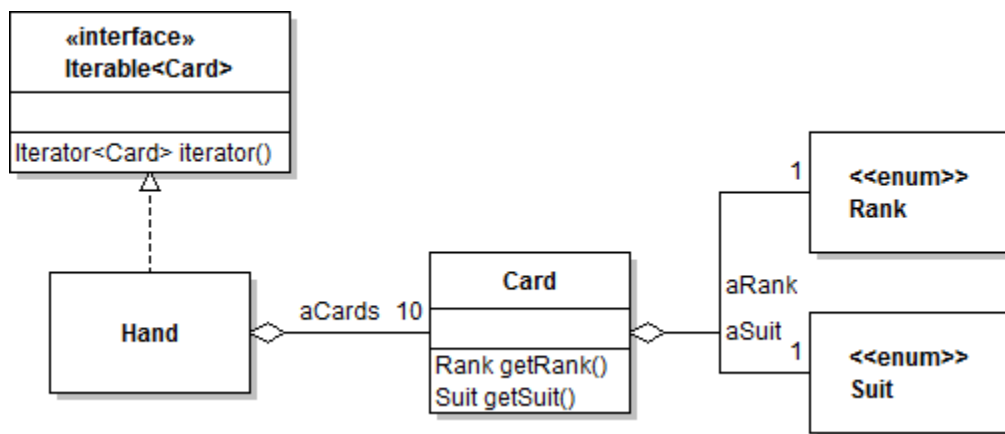 «interface»
Iterable<Card>
Iterator<Card> iterator()
Hand
aCards 10
Card
Rank getRank()
Suit getSuit()
aRank
aSuit
1
<<enum>>
Rank
1
<<enum>>
Suit